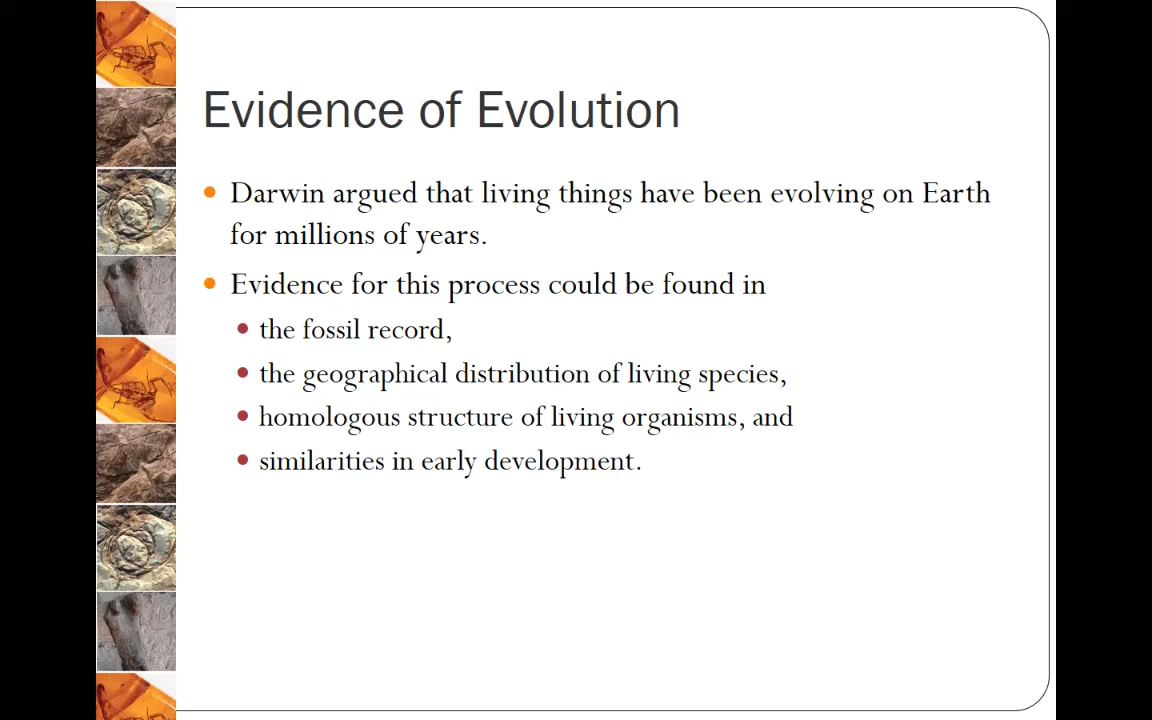 Evidence of Evolution
• Darwin argued that living things have been evolving on Earth
for millions of years.
• Evidence for this process could be found in
• the fossil record,
• the geographical distribution of living species,
• homologous structure of living organisms, and
• similarities in early development.